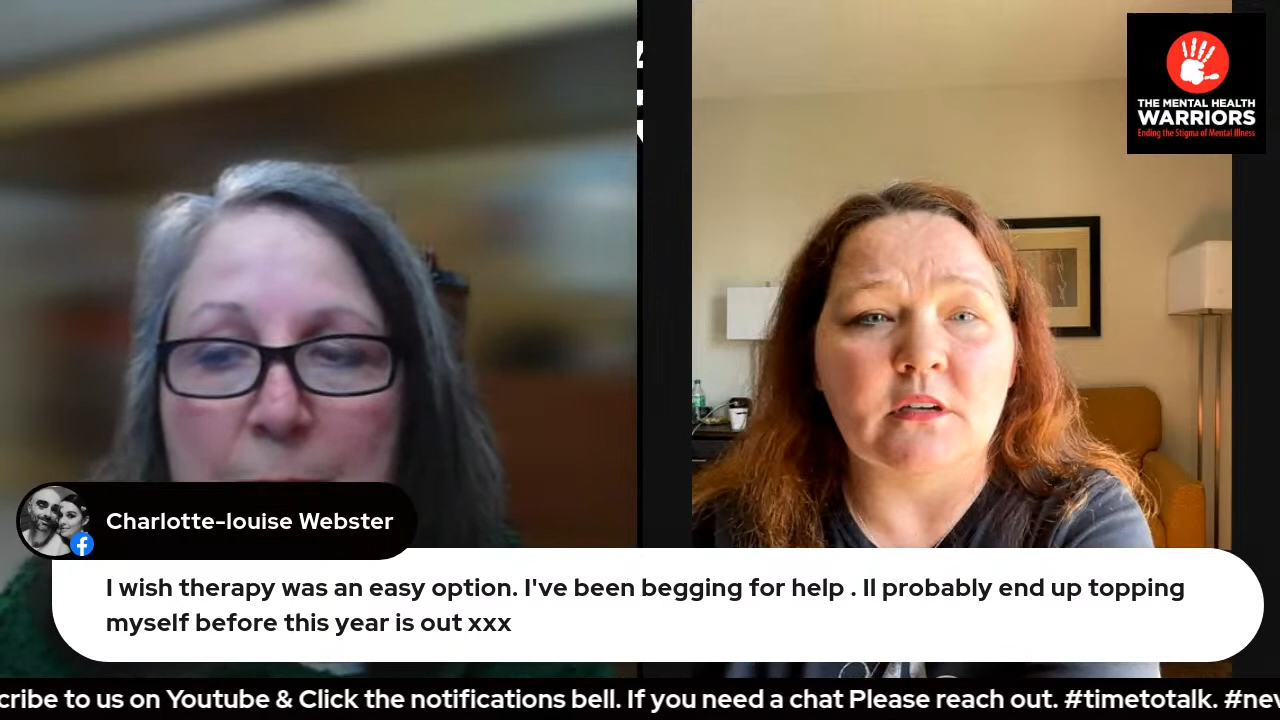 THE MENTAL HEALTH
WARRIORS
Ending the Stigma of Mental Illness
Charlotte-louise Webster
I wish therapy was an easy option. I've been begging for help . Il probably end up topping
myself before this year is out xxx
cribe to us on Youtube & Click the notifications bell. If you need a chat Please reach out. #timetotalk. #nev